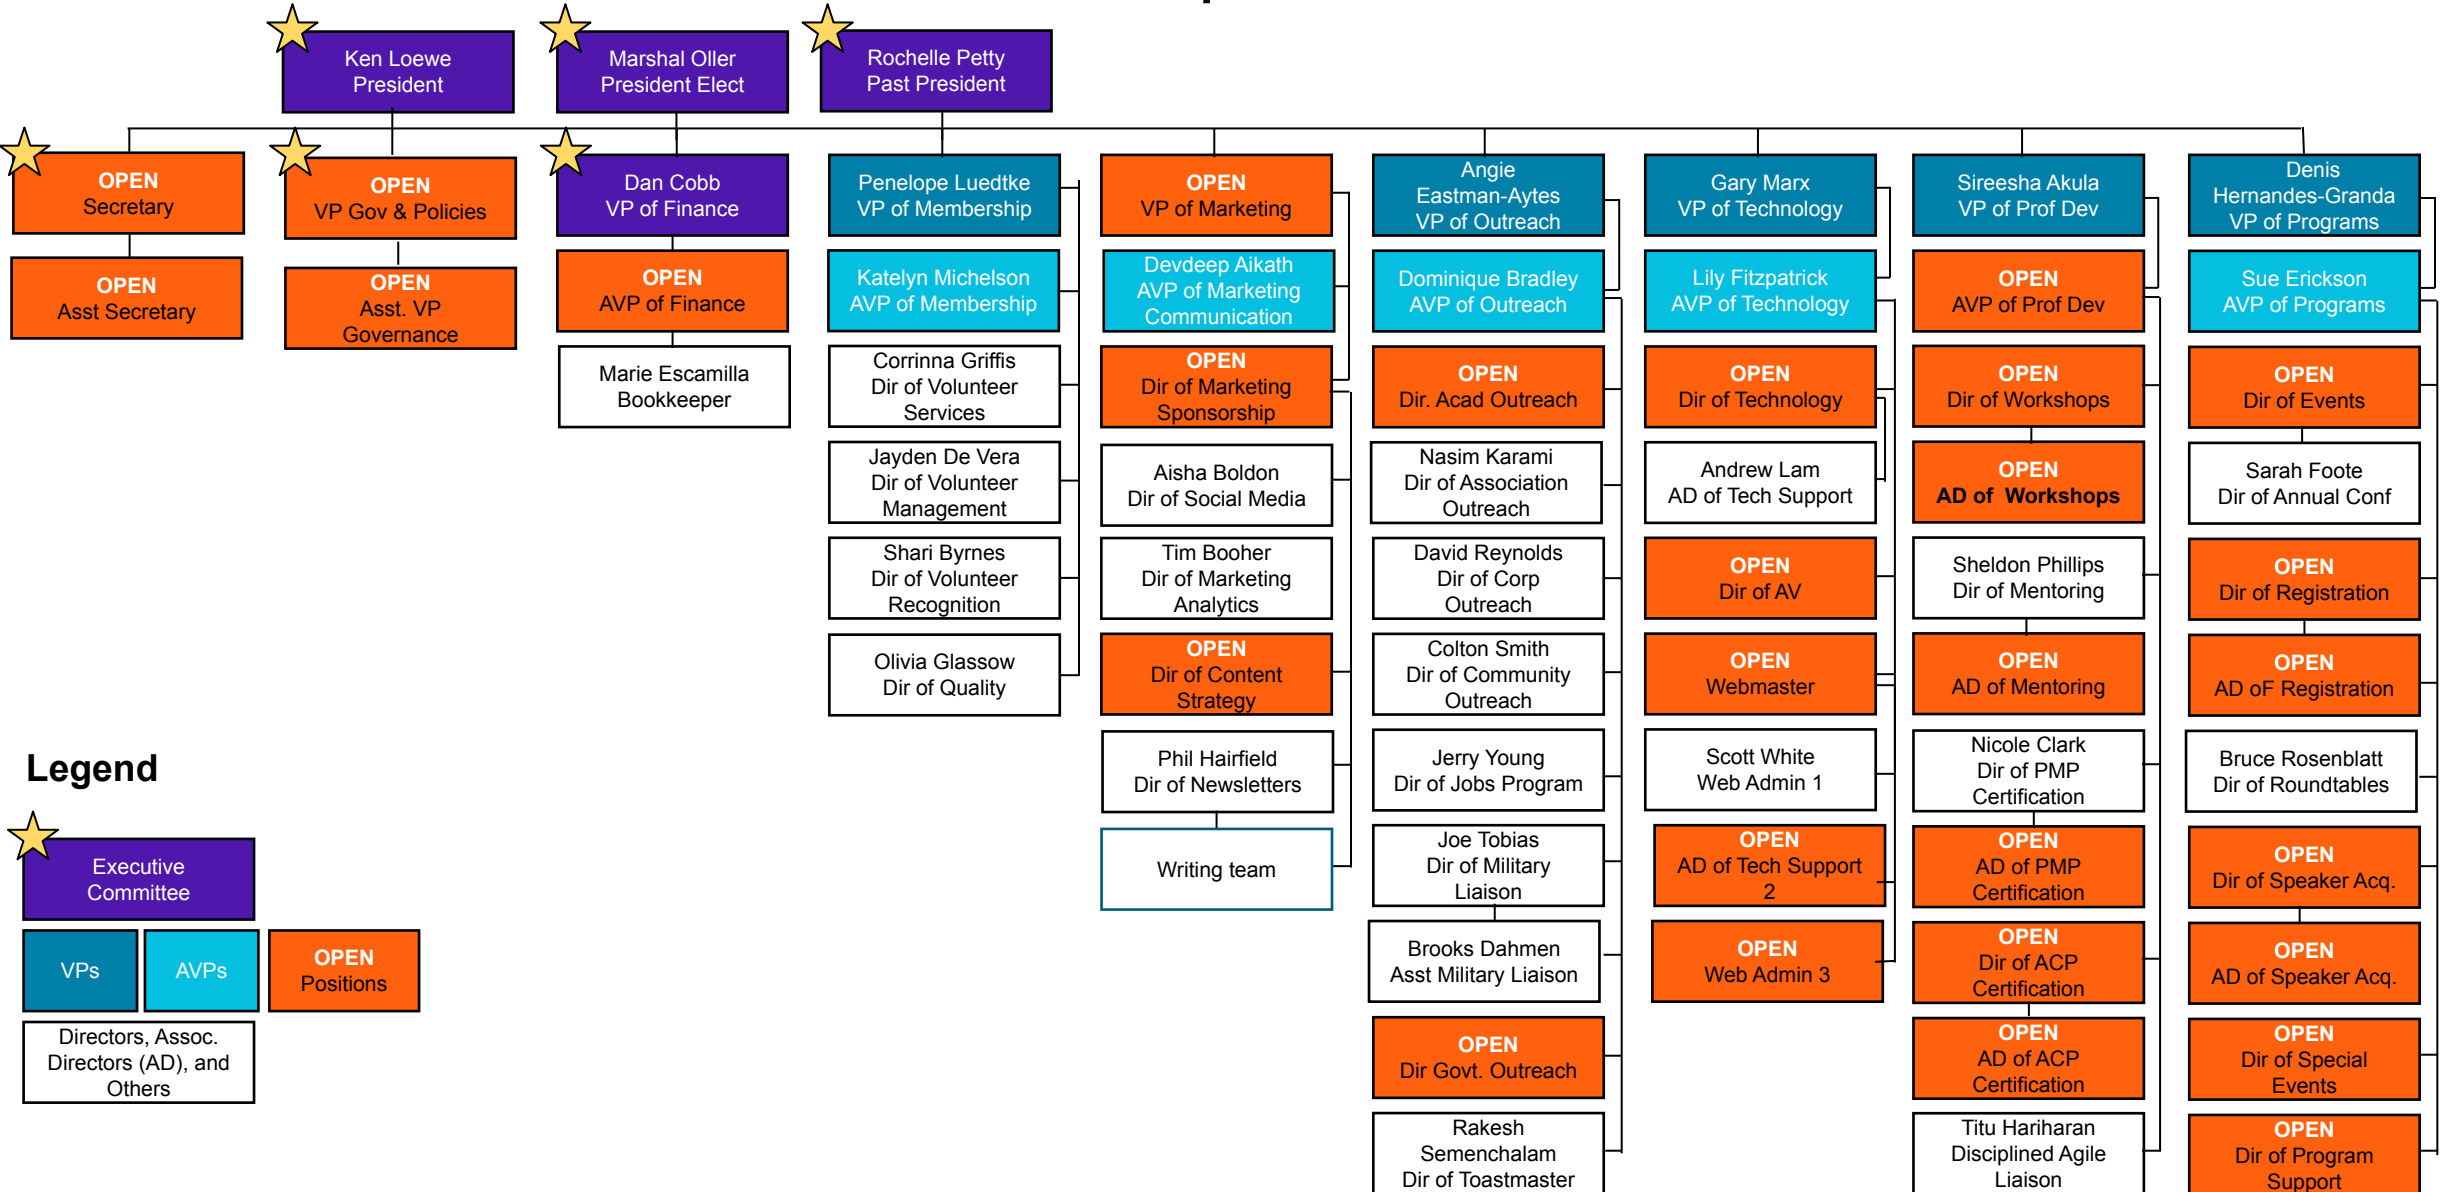 Ken Loewe
President
Marshal Oller
President Elect
Rochelle Petty
Past President
OPEN
Secretary
OPEN
Asst Secretary
OPEN
VP Gov & Policies
OPEN
Asst. VP
Governance
Dan Cobb
VP of Finance
OPEN
AVP of Finance
Marie Escamilla
Bookkeeper
Penelope Luedtke
VP of Membership
Katelyn Michelson
AVP of Membership
Corrinna Griffis
Dir of Volunteer
Services
Jayden De Vera
Dir of Volunteer
Management
Shari Byrnes
Dir of Volunteer
Recognition
Olivia Glassow
Dir of Quality
OPEN
VP of Marketing
Devdeep Aikath
AVP of Marketing
Communication
OPEN
Dir of Marketing
Sponsorship
Aisha Boldon
Dir of Social Media
Tim Booher
Dir of Marketing
Analytics
OPEN
Dir of Content
Strategy
Phil Hairfield
Dir of Newsletters
Writing team
Angie
Eastman-Aytes
VP of Outreach
Dominique Bradley
AVP of Outreach
OPEN
Dir. Acad Outreach
Nasim Karami
Dir of Association
Outreach
David Reynolds
Dir of Corp
Outreach
Colton Smith
Dir of Community
Outreach
Jerry Young
Dir of Jobs Program
Joe Tobias
Dir of Military
Liaison
Brooks Dahmen
Asst Military Liaison
OPEN
Dir Govt. Outreach
Rakesh
Semenchalam
Dir of Toastmaster
Gary Marx
VP of Technology
Lily Fitzpatrick
AVP of Technology
OPEN
Dir of Technology
Andrew Lam
AD of Tech Support
OPEN
Dir of AV
OPEN
Webmaster
Scott White
Web Admin 1
OPEN
AD of Tech Support
2
OPEN
Web Admin 3
Sireesha Akula
VP of Prof Dev
OPEN
AVP of Prof Dev
OPEN
Dir of Workshops
OPEN
AD of Workshops
Sheldon Phillips
Dir of Mentoring
OPEN
AD of Mentoring
Nicole Clark
Dir of PMP
Certification
OPEN
AD of PMP
Certification
OPEN
Dir of ACP
Certification
OPEN
AD of ACP
Certification
Titu Hariharan
Disciplined Agile
Liaison
Denis
Hernandes-Granda
VP of Programs
Sue Erickson
AVP of Programs
OPEN
Dir of Events
Sarah Foote
Dir of Annual Conf
OPEN
Dir of Registration
OPEN
AD oF Registration
Bruce Rosenblatt
Dir of Roundtables
OPEN
Dir of Speaker Acq.
OPEN
AD of Speaker Acq.
OPEN
Dir of Special
Events
OPEN
Dir of Program
Support
Legend
Executive
Committee
VPs
AVPs
OPEN
Positions
Directors, Assoc.
Directors (AD), and
Others